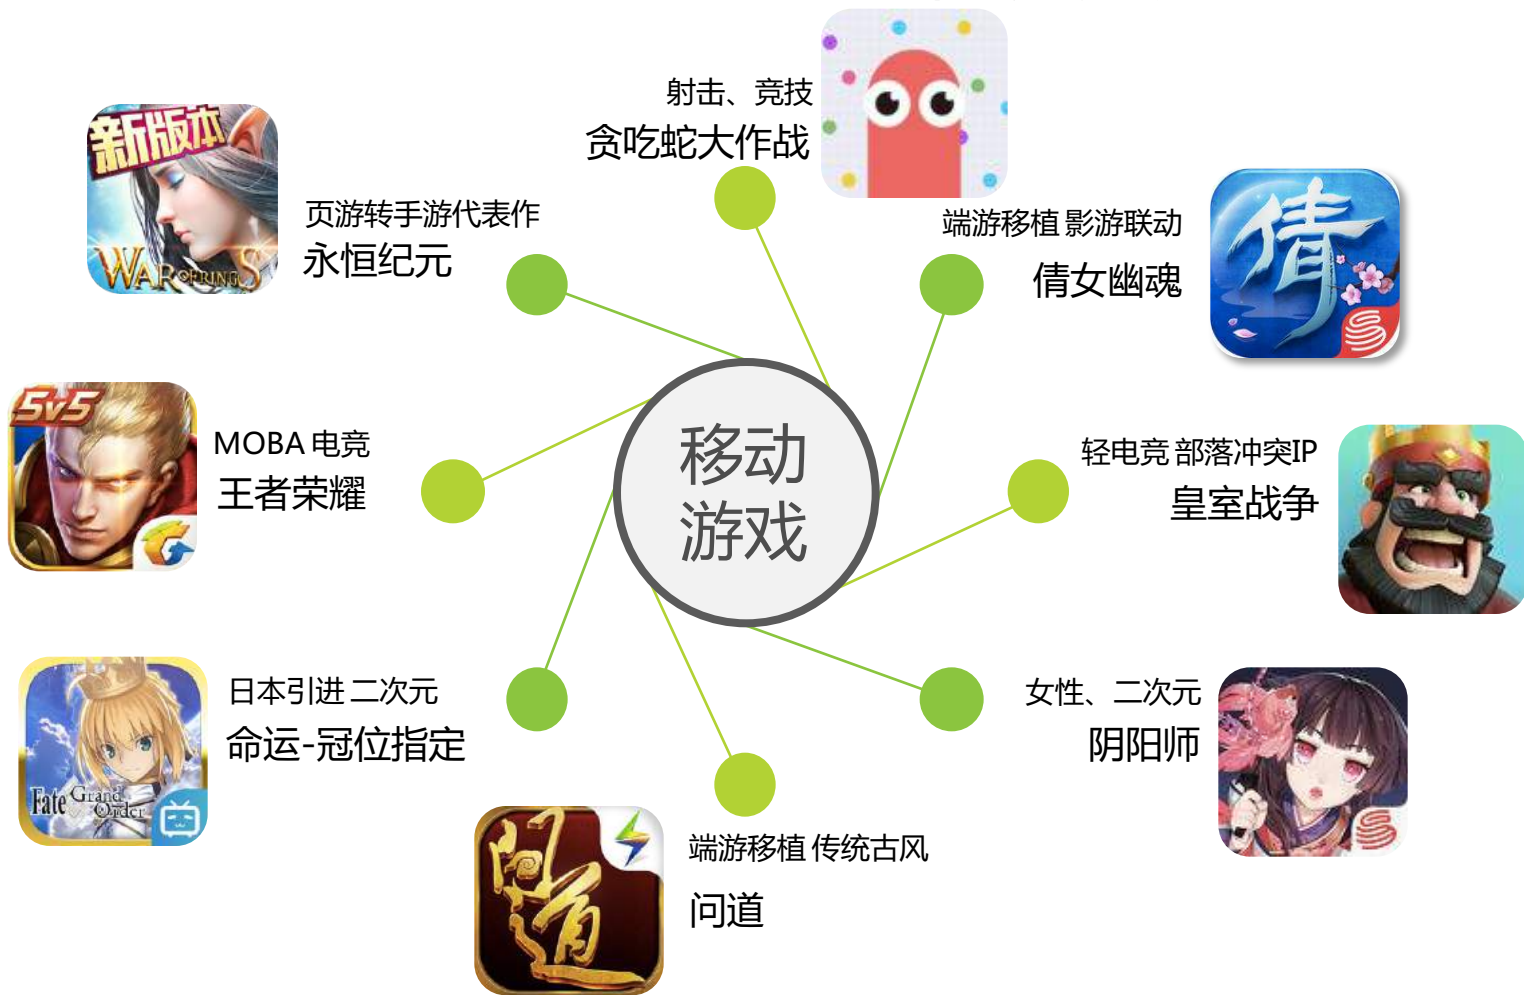 射击、竞技
贪吃蛇大作战
新版本
WAR OF RINGS
页游转手游代表作
永恒纪元
端游移植 影游联动
倩女幽魂
倩
5v5
MOBA 电竞
王者荣耀
移动
游戏
轻电竞 部落冲突IP
皇室战争
日本引进 二次元
命运-冠位指定
Fate Grand Order
女性、二次元
阴阳师
问道
端游移植 传统古风
问道